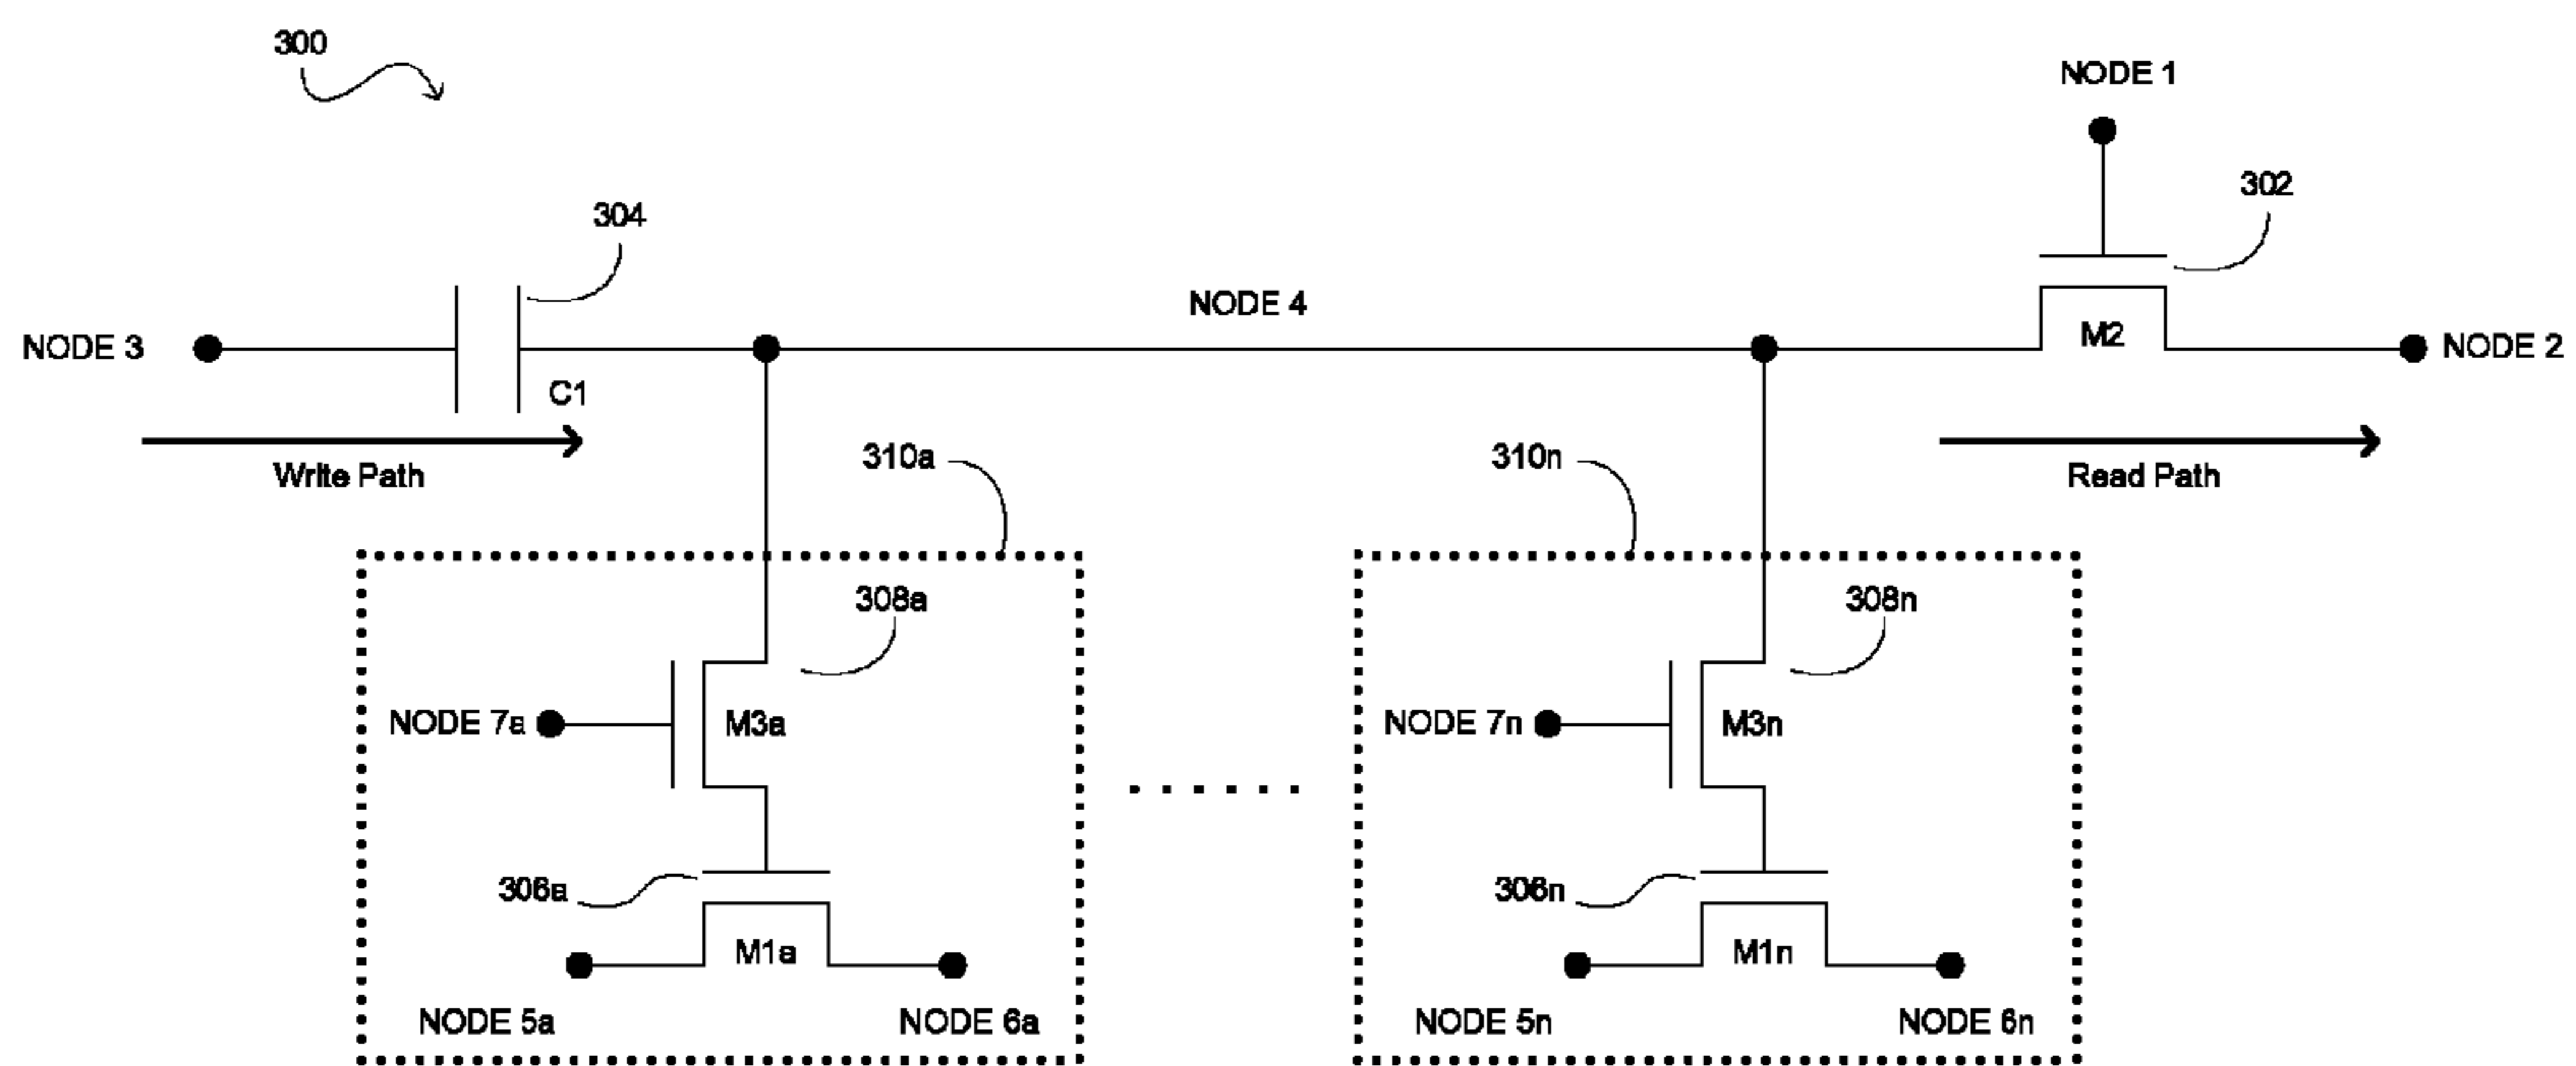 300
NODE 1
302
304
NODE 4
NODE 3
M2
NODE 2
C1
Write Path
310a
310n
Read Path
308a
308n
NODE 7a
M3a
NODE 7n
M3n
306a
306n
M1a
M1n
NODE 5a
NODE 6a
NODE 5n
NODE 6n